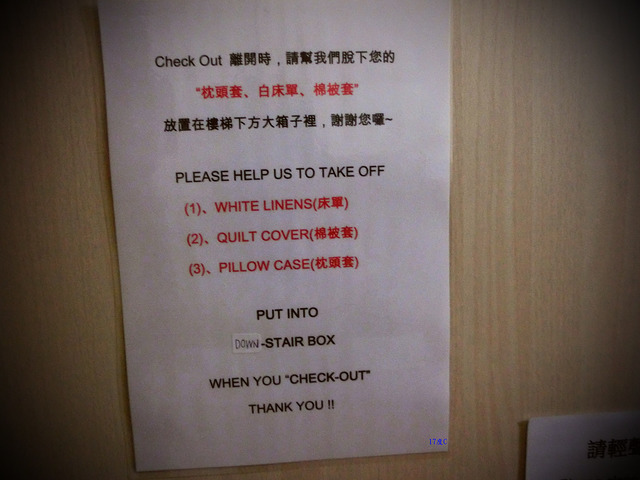 Check Out 離開時，請幫我們脫下您的
“枕頭套、白床單、棉被套”
放置在樓梯下方大箱子裡，謝謝您囉~
PLEASE HELP US TO TAKE OFF
(1)、WHITE LINENS(床單)
(2)、QUILT COVER(棉被套)
(3)、PILLOW CASE(枕頭套)
PUT INTO
DOWN-STAIR BOX
WHEN YOU “CHECK-OUT”
THANK YOU !!
請輕